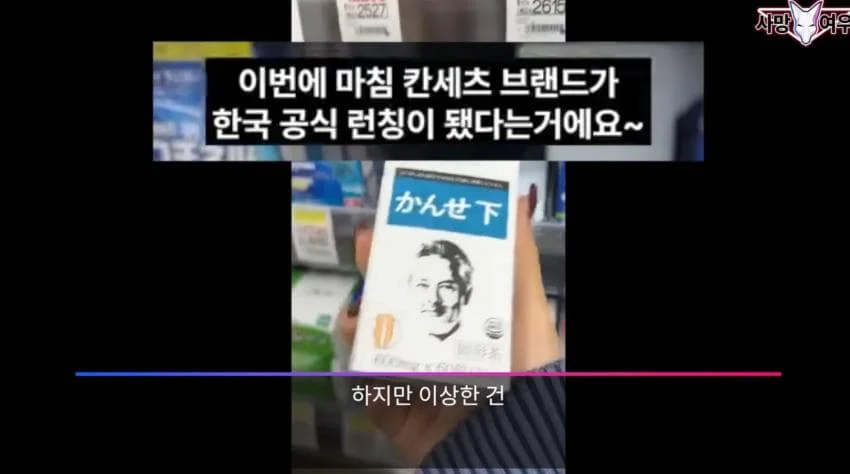 2527
2615
사망여우
이번에 마침 칸세츠 브랜드가
한국 공식 런칭이 됐다는거에요~
かんせ下
하지만 이상한 건